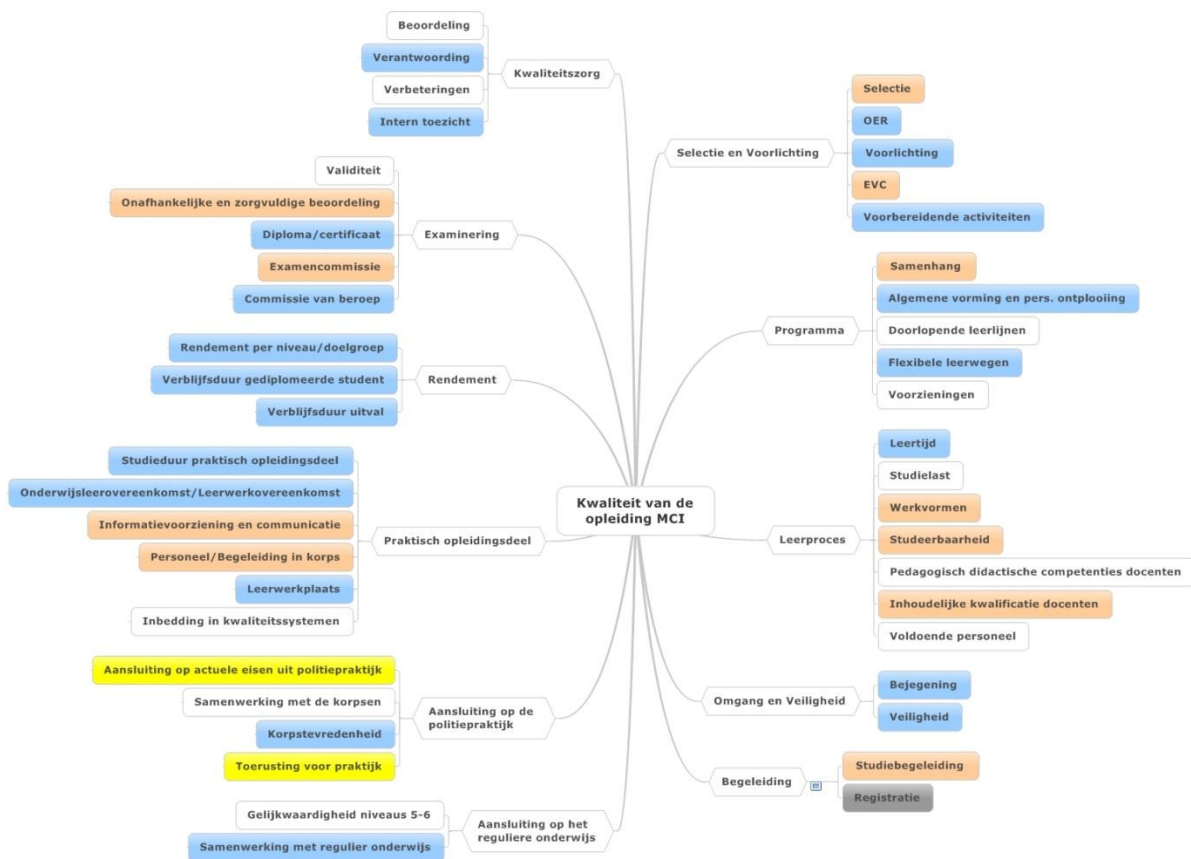 Kwaliteit van de
opleiding MCI
Kwaliteitszorg
Beoordeling
Verantwoording
Verbeteringen
Intern toezicht
Examinering
Validiteit
Onafhankelijke en zorgvuldige beoordeling
Diploma/certificaat
Examencommissie
Commissie van beroep
Rendement
Rendement per niveau/doelgroep
Verblijfsduur gediplomeerde student
Verblijfsduur uitval
Praktisch opleidingsdeel
Studieduur praktisch opleidingsdeel
Onderwijsleerovereenkomst/Leerwerkovereenkomst
Informatievoorziening en communicatie
Personeel/Begeleiding in korps
Leerwerkplaats
Inbedding in kwaliteitssystemen
Aansluiting op de
politiepraktijk
Aansluiting op actuele eisen uit politiepraktijk
Samenwerking met de korpsen
Korpstevredenheid
Toerusting voor praktijk
Aansluiting op het
reguliere onderwijs
Gelijkwaardigheid niveaus 5-6
Samenwerking met regulier onderwijs
Selectie en Voorlichting
Selectie
OER
Voorlichting
EVC
Voorbereidende activiteiten
Programma
Samenhang
Algemene vorming en pers. ontplooiing
Doorlopende leerlijnen
Flexibele leerwegen
Voorzieningen
Leerproces
Leertijd
Studielast
Werkvormen
Studeerbaarheid
Pedagogisch didactische competenties docenten
Inhoudelijke kwalificatie docenten
Voldoende personeel
Omgang en Veiligheid
Bejegening
Veiligheid
Begeleiding
Studiebegeleiding
Registratie